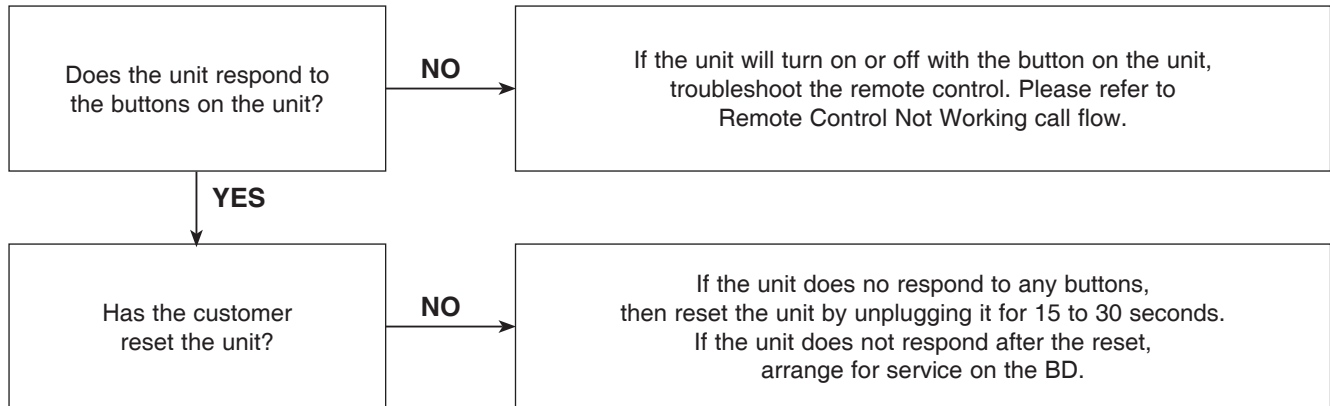 Does the unit respond to
the buttons on the unit?
NO
If the unit will turn on or off with the button on the unit,
troubleshoot the remote control. Please refer to
Remote Control Not Working call flow.
YES
Has the customer
reset the unit?
NO
If the unit does no respond to any buttons,
then reset the unit by unplugging it for 15 to 30 seconds.
If the unit does not respond after the reset,
arrange for service on the BD.